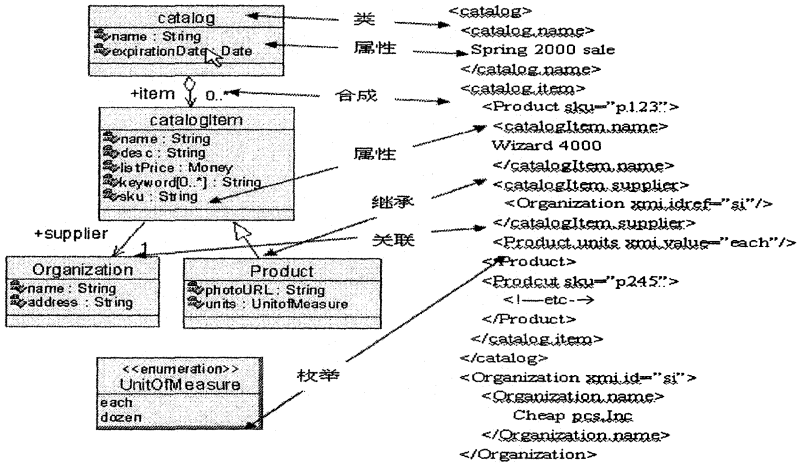 catalog
name : String
expirationDate Date
+item
0..*
catalogItem
name : String
desc : String
listPrice : Money
keyword[0..*] : String
sku : String
+supplier
1
Organization
name : String
address : String
Product
photoURL : String
units : UnitofMeasure
<<enumeration>>
UnitOfMeasure
each
dozen
类
属性
合成
属性
继承
关联
枚举
<catalog>
<catalog.name>
Spring 2000 sale
</catalog.name>
<catalog.item>
<Product sku="p123">
<catalogItem.name>
Wizard 4000
</catalogItem.name>
<catalogItem.supplier>
<Organization xmi.idref="si"/>
</catalogItem.supplier>
<Product.units xmi.value="each"/>
</Product>
<Prodcut sku="p245">
<!—etc-->
</Product>
</catalog.item>
</catalog>
<Organization xmi.id="si">
<Organization.name>
Cheap pcs.Inc
</Organization.name>
</Organization>